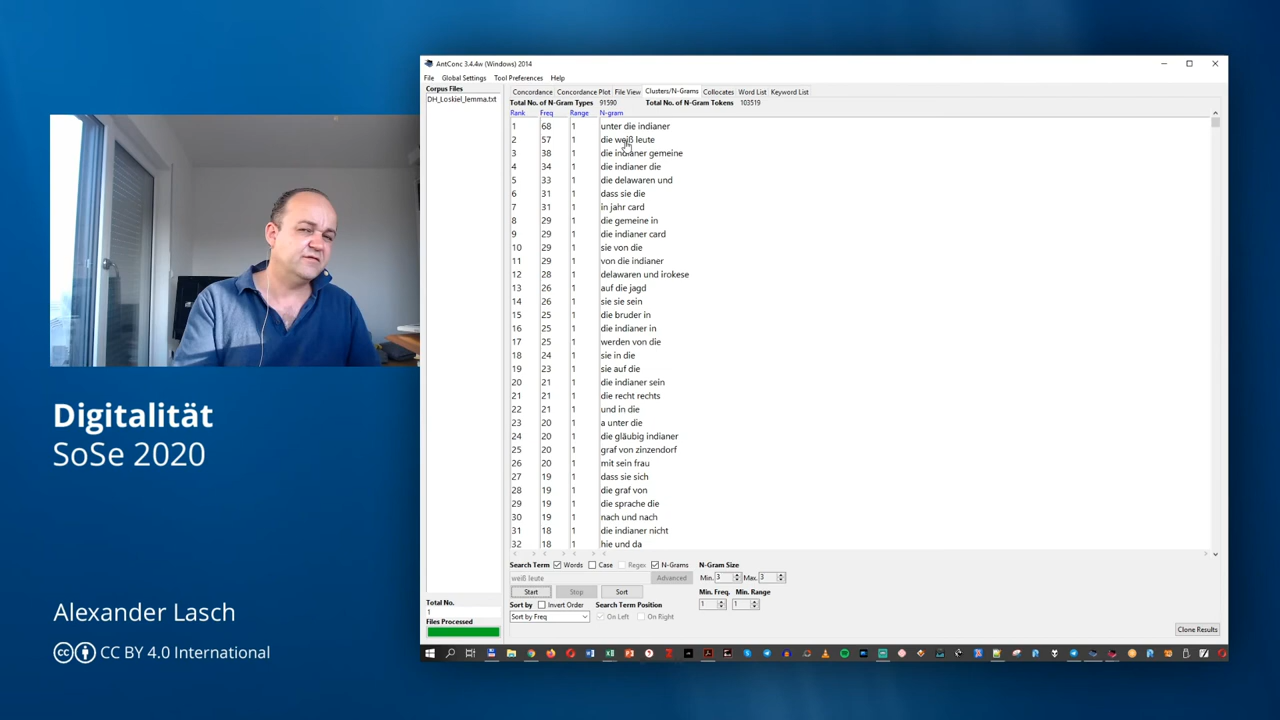 AntConc 3.4.4w (Windows) 2014
File Global Settings Tool Preferences Help
Corpus Files
DH_Loskiel_lemma.txt
Concordance Concordance Plot File View Clusters/N-Grams Collocates Word List Keyword List
Total No. of N-Gram Types 91590 Total No. of N-Gram Tokens 103519
Rank Freq Range N-gram
1 68 1 unter die indianer
2 57 1 die weiß leute
3 38 1 die indianer gemeine
4 34 1 die indianer die
5 33 1 die delawaren und
6 31 1 dass sie die
7 31 1 in jahr card
8 29 1 die gemeine in
9 29 1 die indianer card
10 29 1 sie von die
11 29 1 von die indianer
12 28 1 delawaren und irokese
13 26 1 auf die jagd
14 26 1 sie sie sein
15 25 1 die bruder in
16 25 1 die indianer in
17 25 1 werden von die
18 24 1 sie in die
19 23 1 sie auf die
20 21 1 die indianer sein
21 21 1 die recht rechts
22 21 1 und in die
23 20 1 a unter die
24 20 1 die gläubig indianer
25 20 1 graf von zinzendorf
26 20 1 mit sein frau
27 19 1 dass sie sich
28 19 1 die graf von
29 19 1 die sprache die
30 19 1 nach und nach
31 18 1 die indianer nicht
32 18 1 hie und da
Search Term Words Case Regex N-Grams N-Gram Size
weiß leute Advanced Min. 3 Max. 3
Start Stop Sort Min. Freq. Min. Range
Sort by Invert Order Search Term Position 1 1
Sort by Freq On Left On Right
Total No.
1
Files Processed
Clone Results
Digitalität
SoSe 2020
Alexander Lasch
CC BY 4.0 International